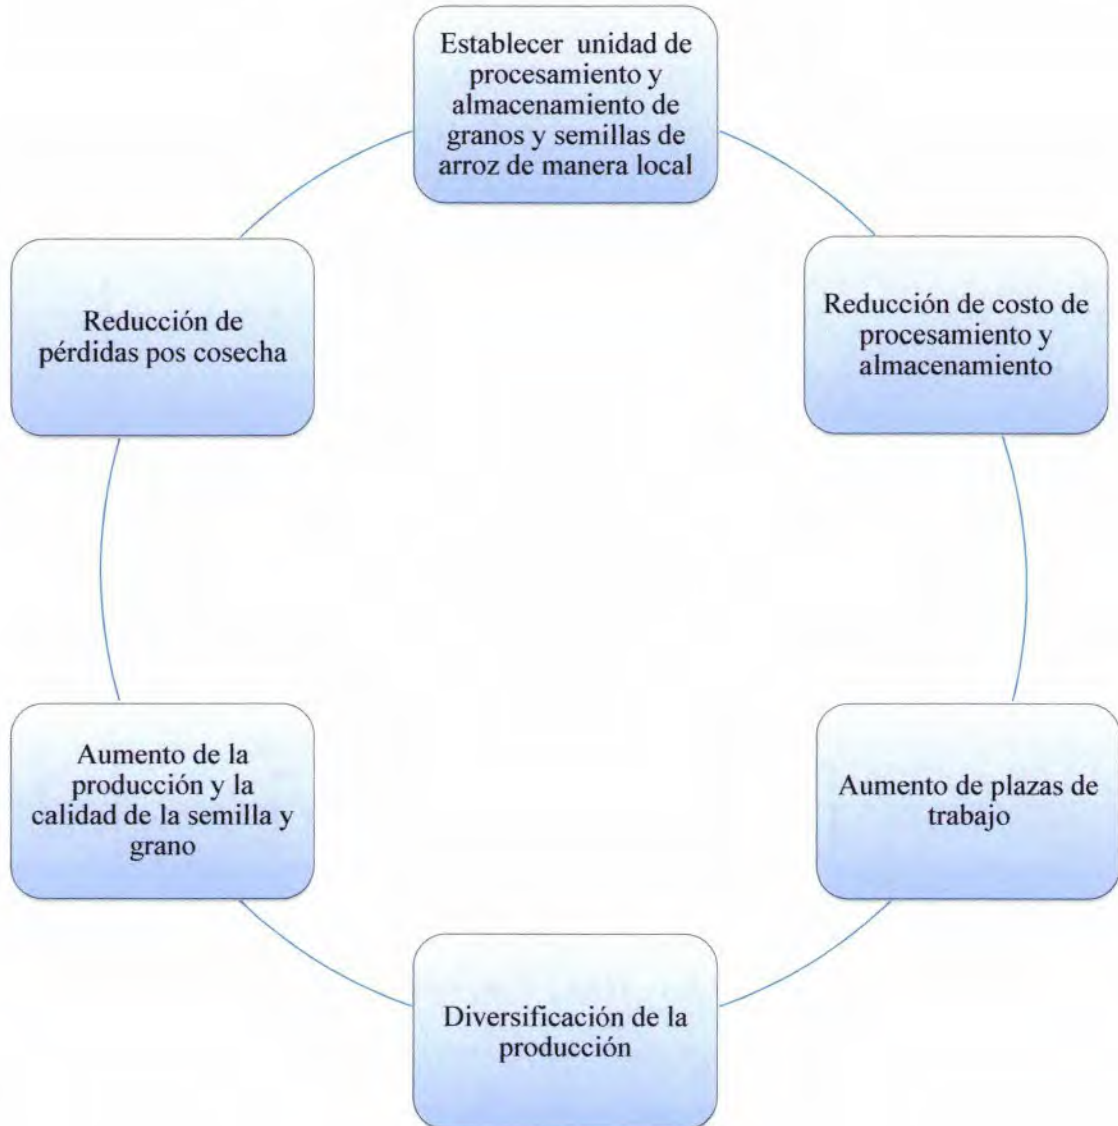 Establecer unidad de
procesamiento y
almacenamiento de
granos y semillas de
arroz de manera local
Reducción de costo de
procesamiento y
almacenamiento
Aumento de plazas de
trabajo
Diversificación de la
producción
Aumento de la
producción y la
calidad de la semilla y
grano
Reducción de
pérdidas pos cosecha